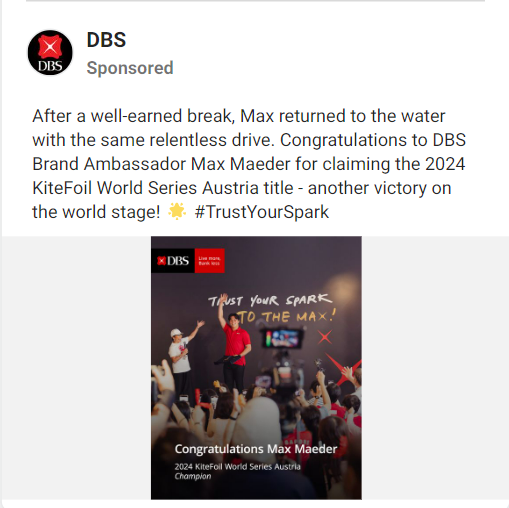 DBS
Sponsored
DBS
After a well-earned break, Max returned to the water
with the same relentless drive. Congratulations to DBS
Brand Ambassador Max Maeder for claiming the 2024
KiteFoil World Series Austria title - another victory on
the world stage! 🌟 #TrustYourSpark
DBS
Live more,
Bank less
TRUST YOUR SPARK
TO THE MAX!
Congratulations Max Maeder
2024 KiteFoil World Series Austria
Champion